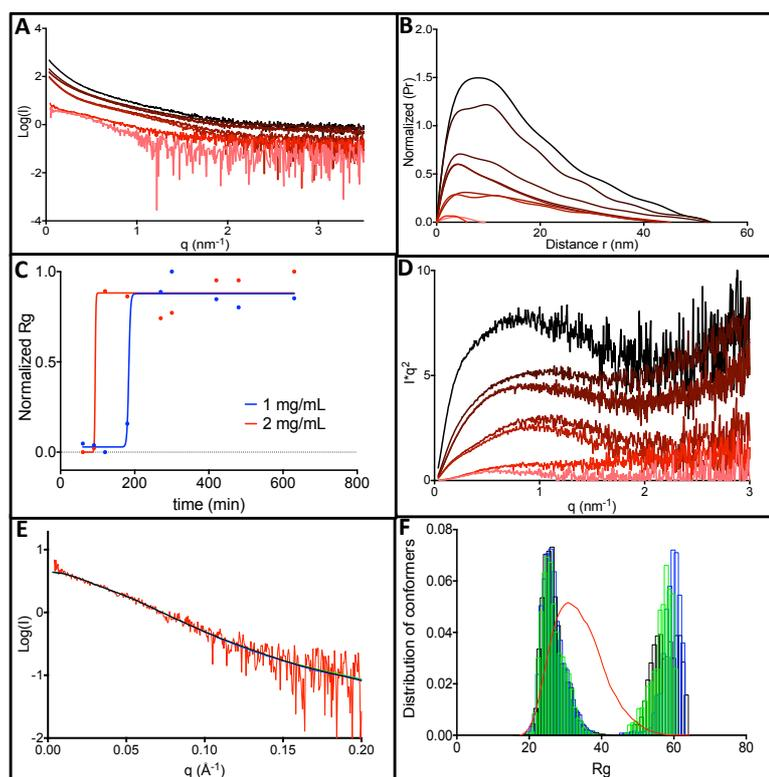 A
Log(I)
4
2
0
-2
-4
0
1
2
3
q (nm-1)
B
Normalized (Pr)
2.0
1.5
1.0
0.5
0.0
0
20
40
60
Distance r (nm)
C
Normalized Rg
1.0
0.5
0.0
1 mg/mL
2 mg/mL
0
200
400
600
800
time (min)
D
I*q2
10
5
0
0
1
2
3
q (nm-1)
E
Log(I)
1
0
-1
-2
0.00
0.05
0.10
0.15
0.20
q (Å-1)
F
Distribution of conformers
0.08
0.06
0.04
0.02
0.00
0
20
40
60
80
Rg